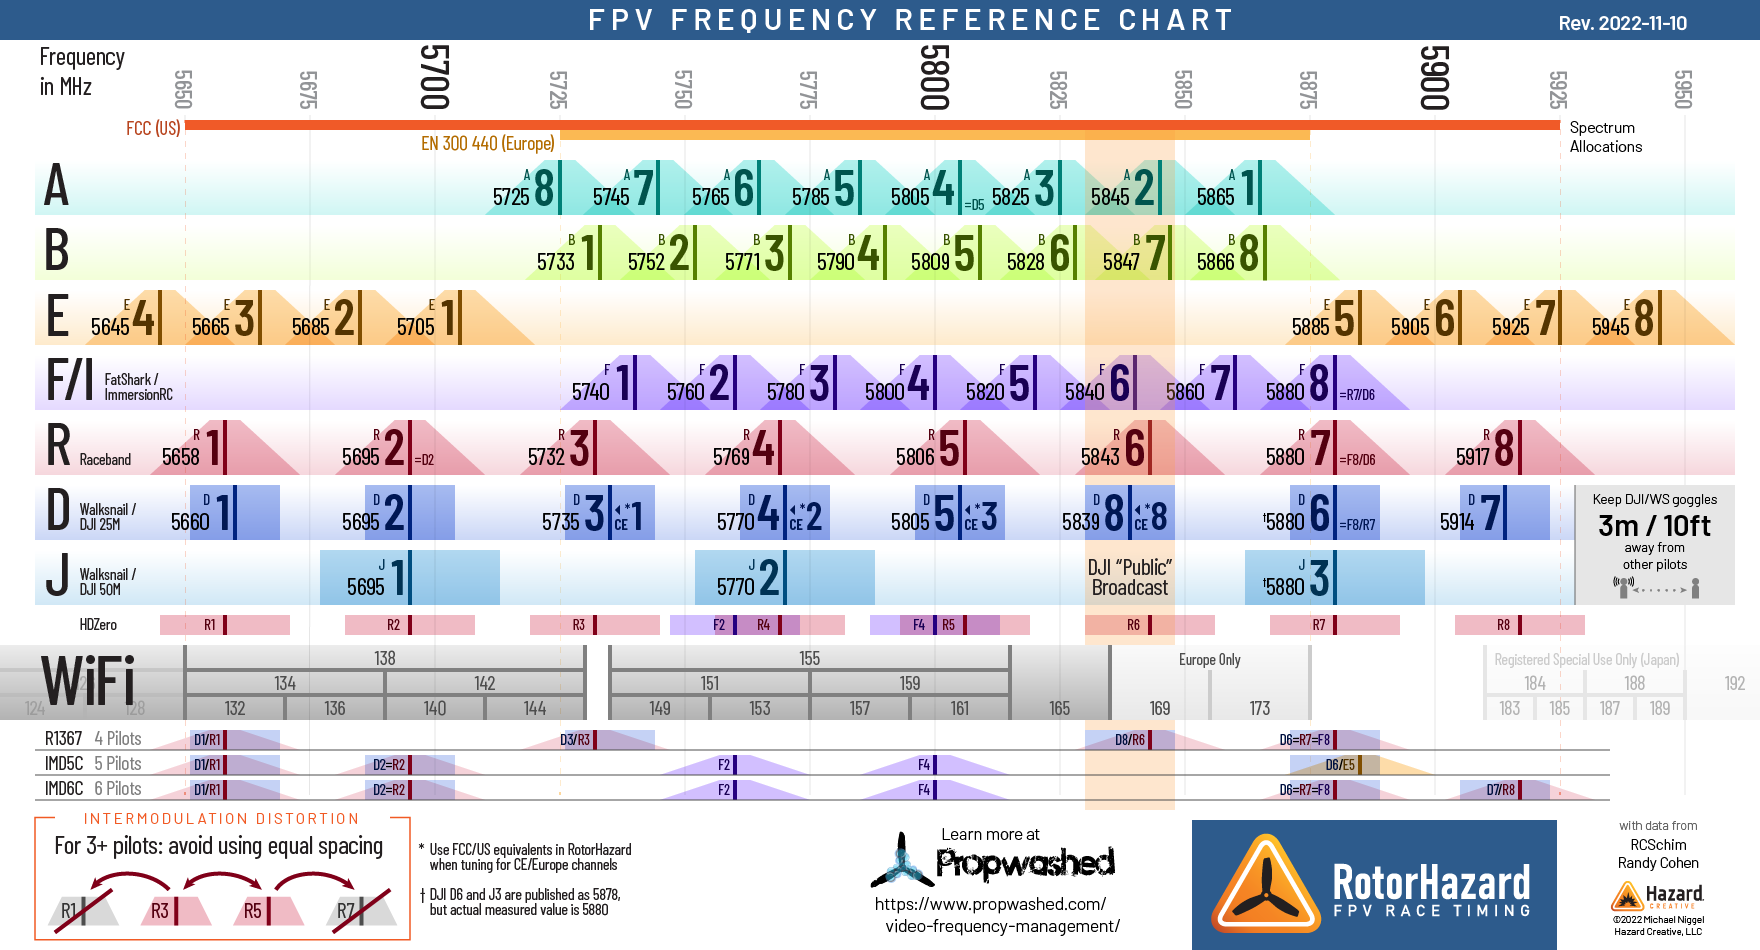 FPV FREQUENCY REFERENCE CHART
Rev. 2022-11-10
Frequency
in MHz
5650
5675
5700
5725
5750
5775
5800
5825
5850
5875
5900
5925
5950
FCC (US)
EN 300 440 (Europe)
Spectrum
Allocations
A
A 5725 8
A 5745 7
A 5765 6
A 5785 5
A 5805 4 =D5
A 5825 3
A 5845 2
A 5865 1
B
B 5733 1
B 5752 2
B 5771 3
B 5790 4
B 5809 5
B 5828 6
B 5847 7
B 5866 8
E
E 5645 4
E 5665 3
E 5685 2
E 5705 1
E 5885 5
E 5905 6
E 5925 7
E 5945 8
F/I
FatShark /
ImmersionRC
F 5740 1
F 5760 2
F 5780 3
F 5800 4
F 5820 5
F 5840 6
F 5860 7
F 5880 8 =R7/D6
R
Raceband
R 5658 1
R 5695 2 =D2
R 5732 3
R 5769 4
R 5806 5
R 5843 6
R 5880 7 =F8/D6
R 5917 8
D
Walksnail /
DJI 25M
D 5660 1
D 5695 2
D 5735 3 CE *1
D 5770 4 CE *2
D 5805 5 CE *3
D 5839 8 CE *8
D †5880 6 =F8/R7
D 5914 7
Keep DJI/WS goggles
3m / 10ft
away from
other pilots
J
Walksnail /
DJI 50M
J 5695 1
J 5770 2
DJI “Public”
Broadcast
J †5880 3
HDZero
R1
R2
R3
F2
R4
F4
R5
R6
R7
R8
WiFi
138
155
Europe Only
Registered Special Use Only (Japan)
134
142
151
159
184
188
192
124
128
132
136
140
144
149
153
157
161
165
169
173
183
185
187
189
R1367 4 Pilots
D1/R1
D3/R3
D8/R6
D6=R7=F8
IMD5C 5 Pilots
D1/R1
D2=R2
F2
F4
D6/E5
IMD6C 6 Pilots
D1/R1
D2=R2
F2
F4
D6=R7=F8
D7/R8
INTERMODULATION DISTORTION
For 3+ pilots: avoid using equal spacing
R1
R3
R5
R7
* Use FCC/US equivalents in RotorHazard
when tuning for CE/Europe channels
† DJI D6 and J3 are published as 5878,
but actual measured value is 5880
Learn more at
Propwashed
https://www.propwashed.com/
video-frequency-management/
RotorHazard
FPV RACE TIMING
with data from
RCSchim
Randy Cohen
Hazard
CREATIVE
©2022 Michael Niggel
Hazard Creative, LLC